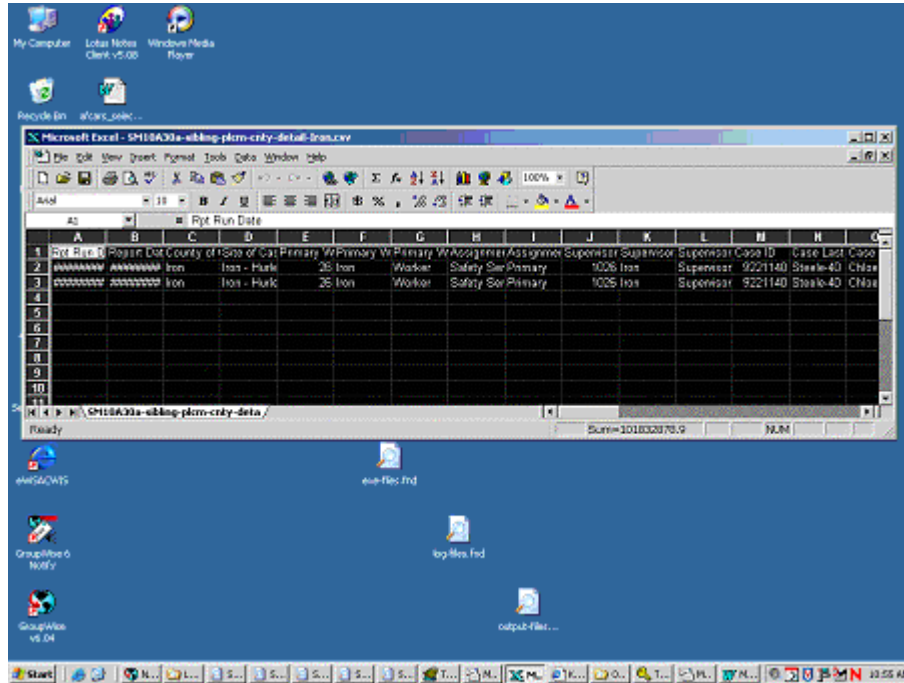 My Computer
Lotus Notes Client v5.08
Windows Media Player
Recycle Bin
afcars_selec...
Microsoft Excel - SM10A30a-sibling-plcm-cnty-detail-Iron.csv
File Edit View Insert Format Tools Data Window Help
100%
Arial 10 B I U
A1 = Rpt Run Date
A B C D E F G H I J K L M N O
1 Rpt Run D Report Dat County of Site of Ca Primary W Primary W Primary W Assignmer Assignmer Supervisor Supervisor Supervisor Case ID Case Last Case
2 ######## ######## Iron Iron - Hurle 26 Iron Worker Safety Ser Primary 1026 Iron Supervisor 9221140 Steele-40 Chloe
3 ######## ######## Iron Iron - Hurle 26 Iron Worker Safety Ser Primary 1026 Iron Supervisor 9221140 Steele-40 Chloe
4
5
6
7
8
9
10
11
SM10A30a-sibling-plcm-cnty-deta
Ready Sum=101832878.9 NUM
eWiSACWIS
exe-files.fnd
GroupWise 6 Notify
log-files.fnd
GroupWise v6.04
output-files...
Start N... L... S... S... S... S... S... T... M... M... K... O... T... M... M... 10:55 AM